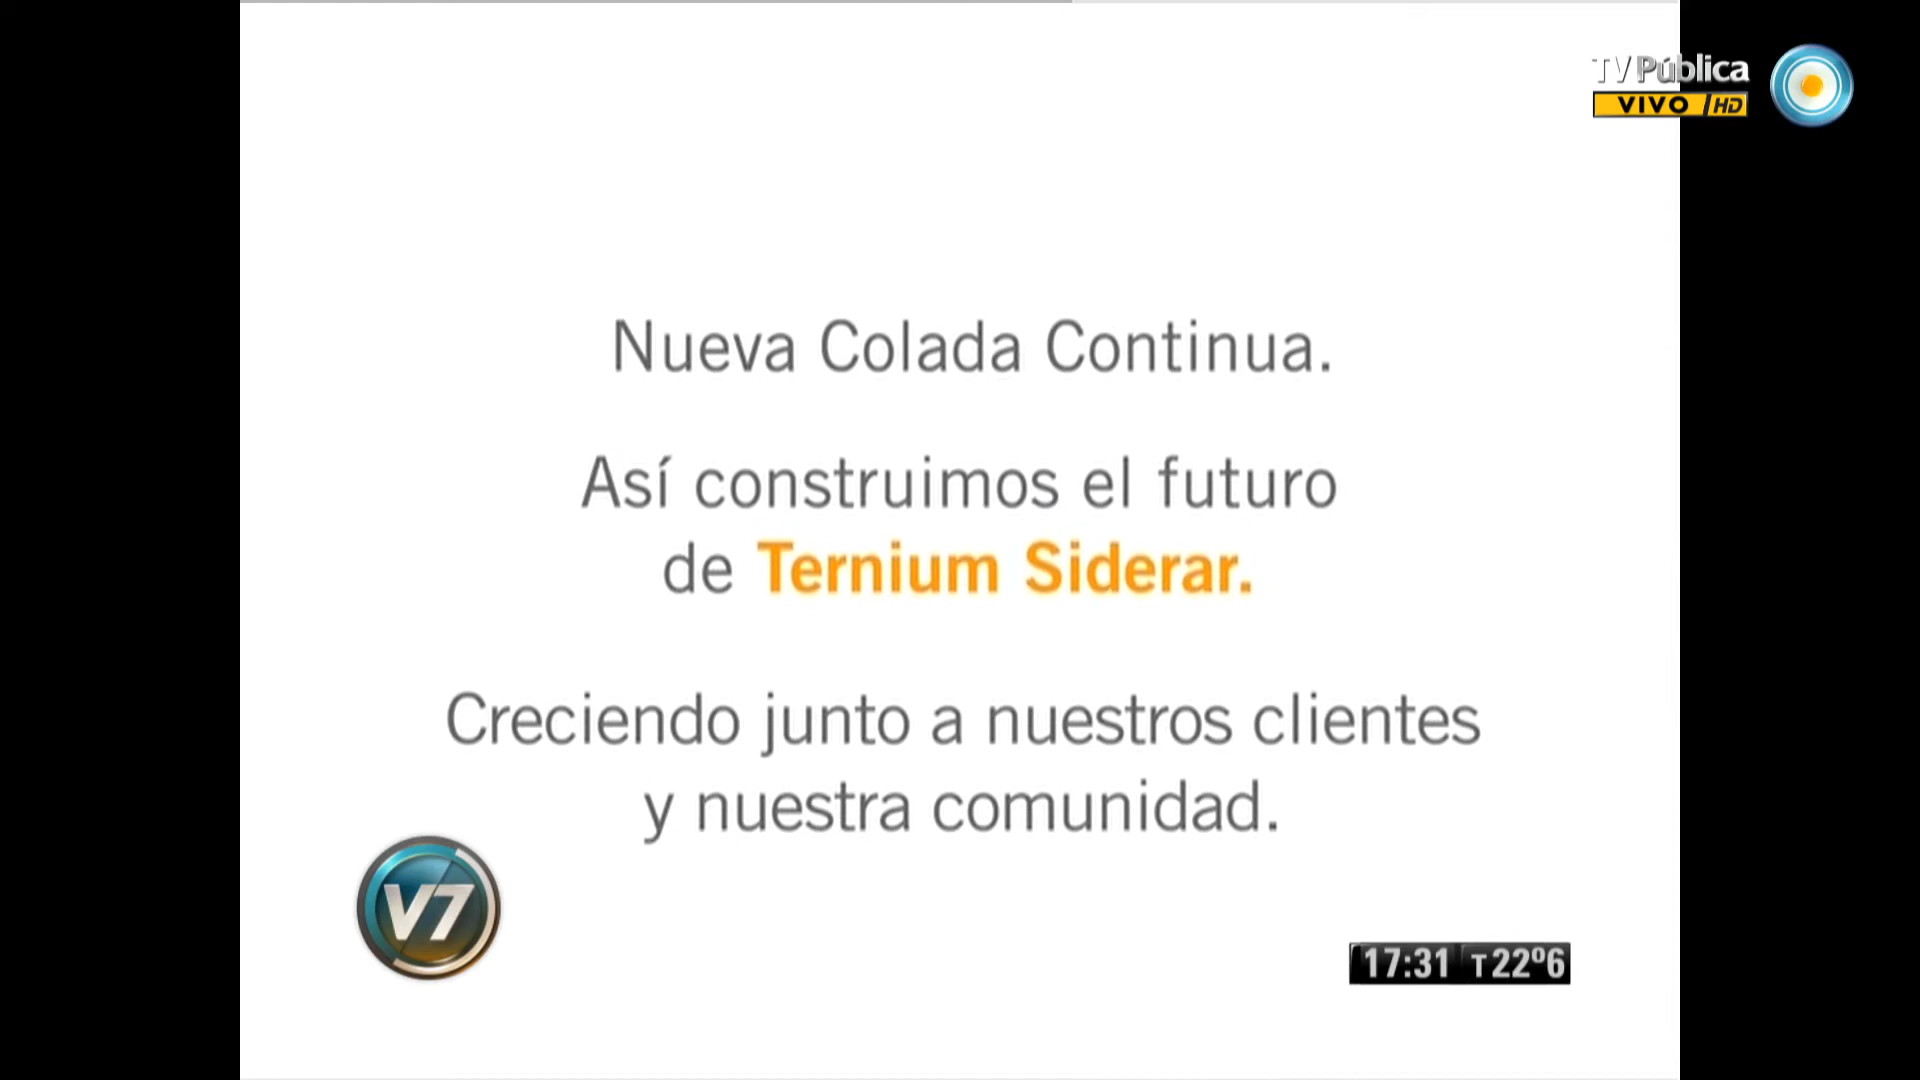 TV Pública
VIVO HD
Nueva Colada Continua.
Así construimos el futuro
de Ternium Siderar.
Creciendo junto a nuestros clientes
y nuestra comunidad.
V7
17:31 T22º6